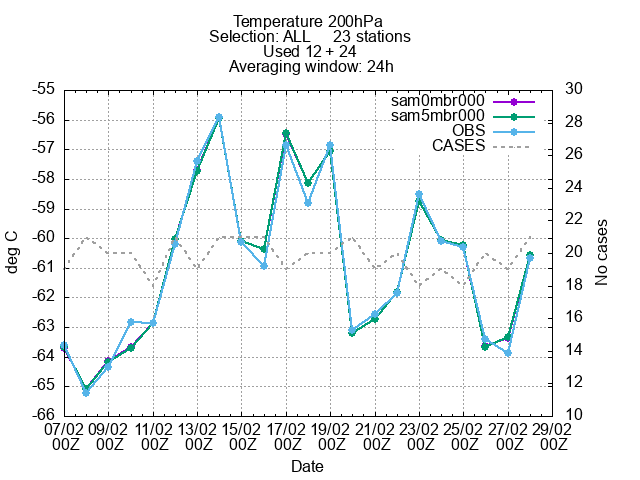 Temperature 200hPa
Selection: ALL 23 stations
Used 12 + 24
Averaging window: 24h
sam0mbr000
sam5mbr000
OBS
CASES
-55
-56
-57
-58
-59
-60
-61
-62
-63
-64
-65
-66
deg C
30
28
26
24
22
20
18
16
14
12
10
No cases
07/02 09/02 11/02 13/02 15/02 17/02 19/02 21/02 23/02 25/02 27/02 29/02
00Z 00Z 00Z 00Z 00Z 00Z 00Z 00Z 00Z 00Z 00Z 00Z
Date